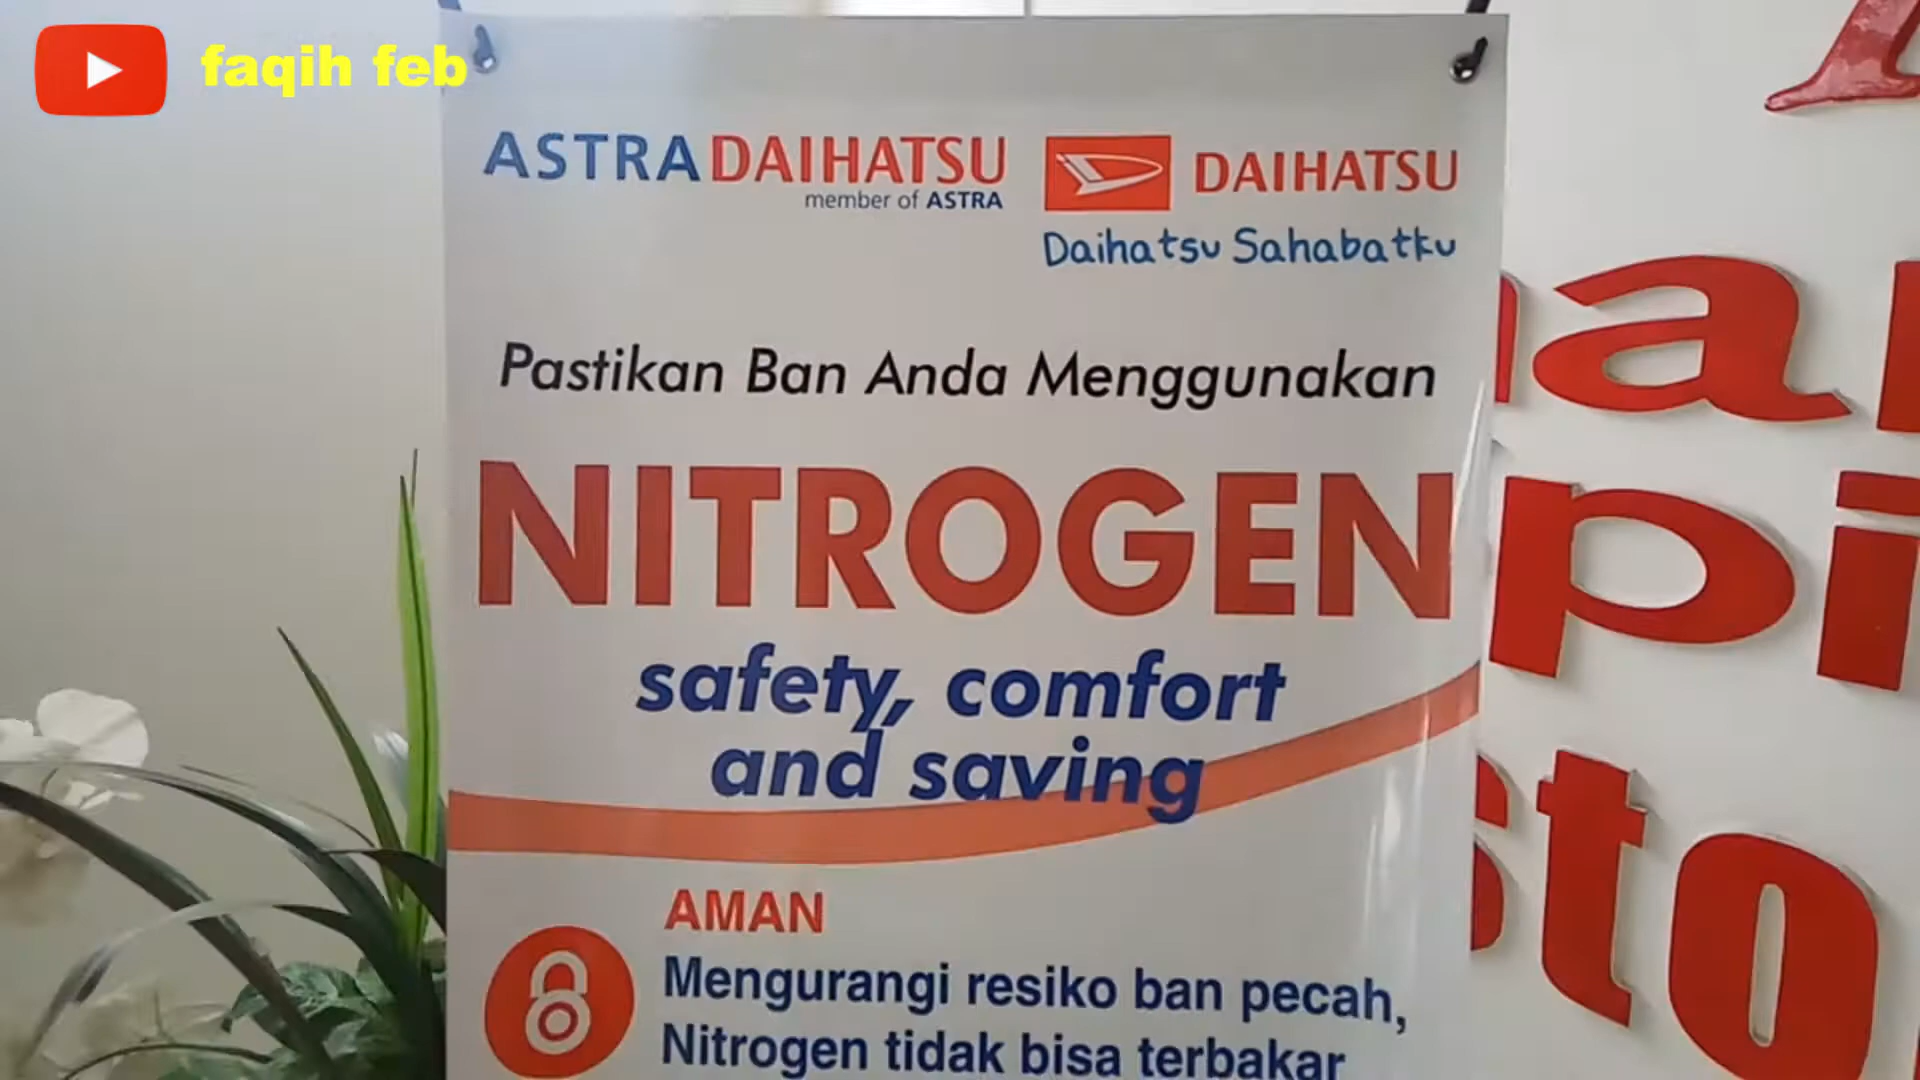 faqih feb
ASTRA DAIHATSU
member of ASTRA
DAIHATSU
Daihatsu Sahabatku
Pastikan Ban Anda Menggunakan
NITROGEN
safety, comfort
and saving
AMAN
Mengurangi resiko ban pecah,
Nitrogen tidak bisa terbakar